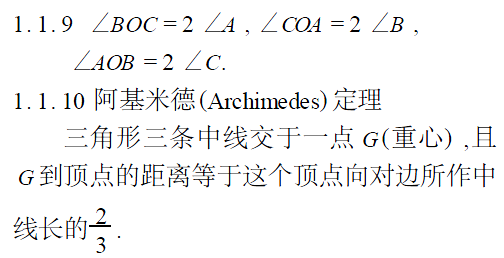 1.1.9 ∠BOC = 2 ∠A , ∠COA = 2 ∠B ,
∠AOB = 2 ∠C.
1.1.10 阿基米德(Archimedes)定理
三角形三条中线交于一点 G(重心) ,且
G到顶点的距离等于这个顶点向对边所作中
线长的2/3.